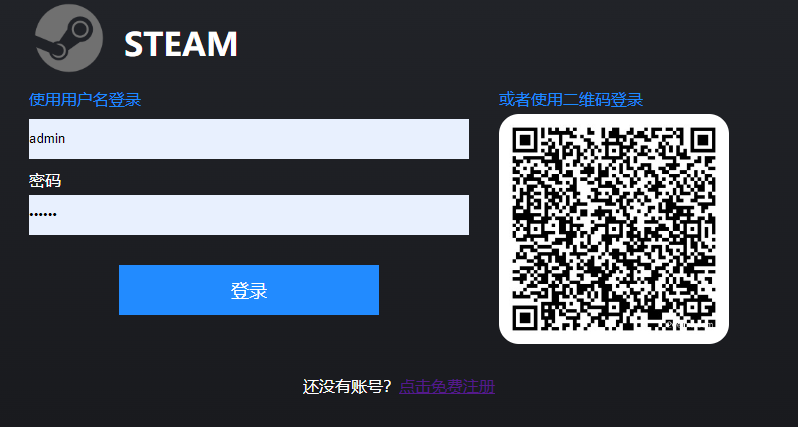 STEAM
使用用户名登录
admin
密码
••••••
登录
或者使用二维码登录
还没有账号？点击免费注册